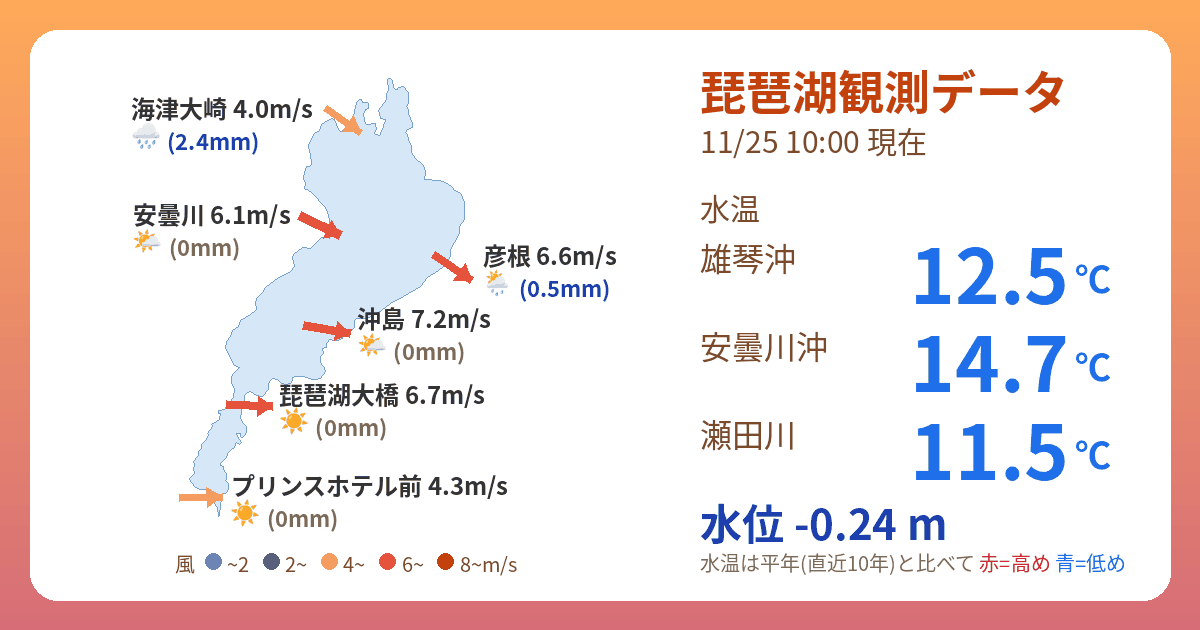 海津大崎 4.0m/s
(2.4mm)
安曇川 6.1m/s
(0mm)
彦根 6.6m/s
(0.5mm)
沖島 7.2m/s
(0mm)
琵琶湖大橋 6.7m/s
(0mm)
プリンスホテル前 4.3m/s
(0mm)
風 ~2 2~ 4~ 6~ 8~m/s
琵琶湖観測データ
11/25 10:00 現在
水温
雄琴沖 12.5℃
安曇川沖 14.7℃
瀬田川 11.5℃
水位 -0.24 m
水温は平年(直近10年)と比べて 赤=高め 青=低め